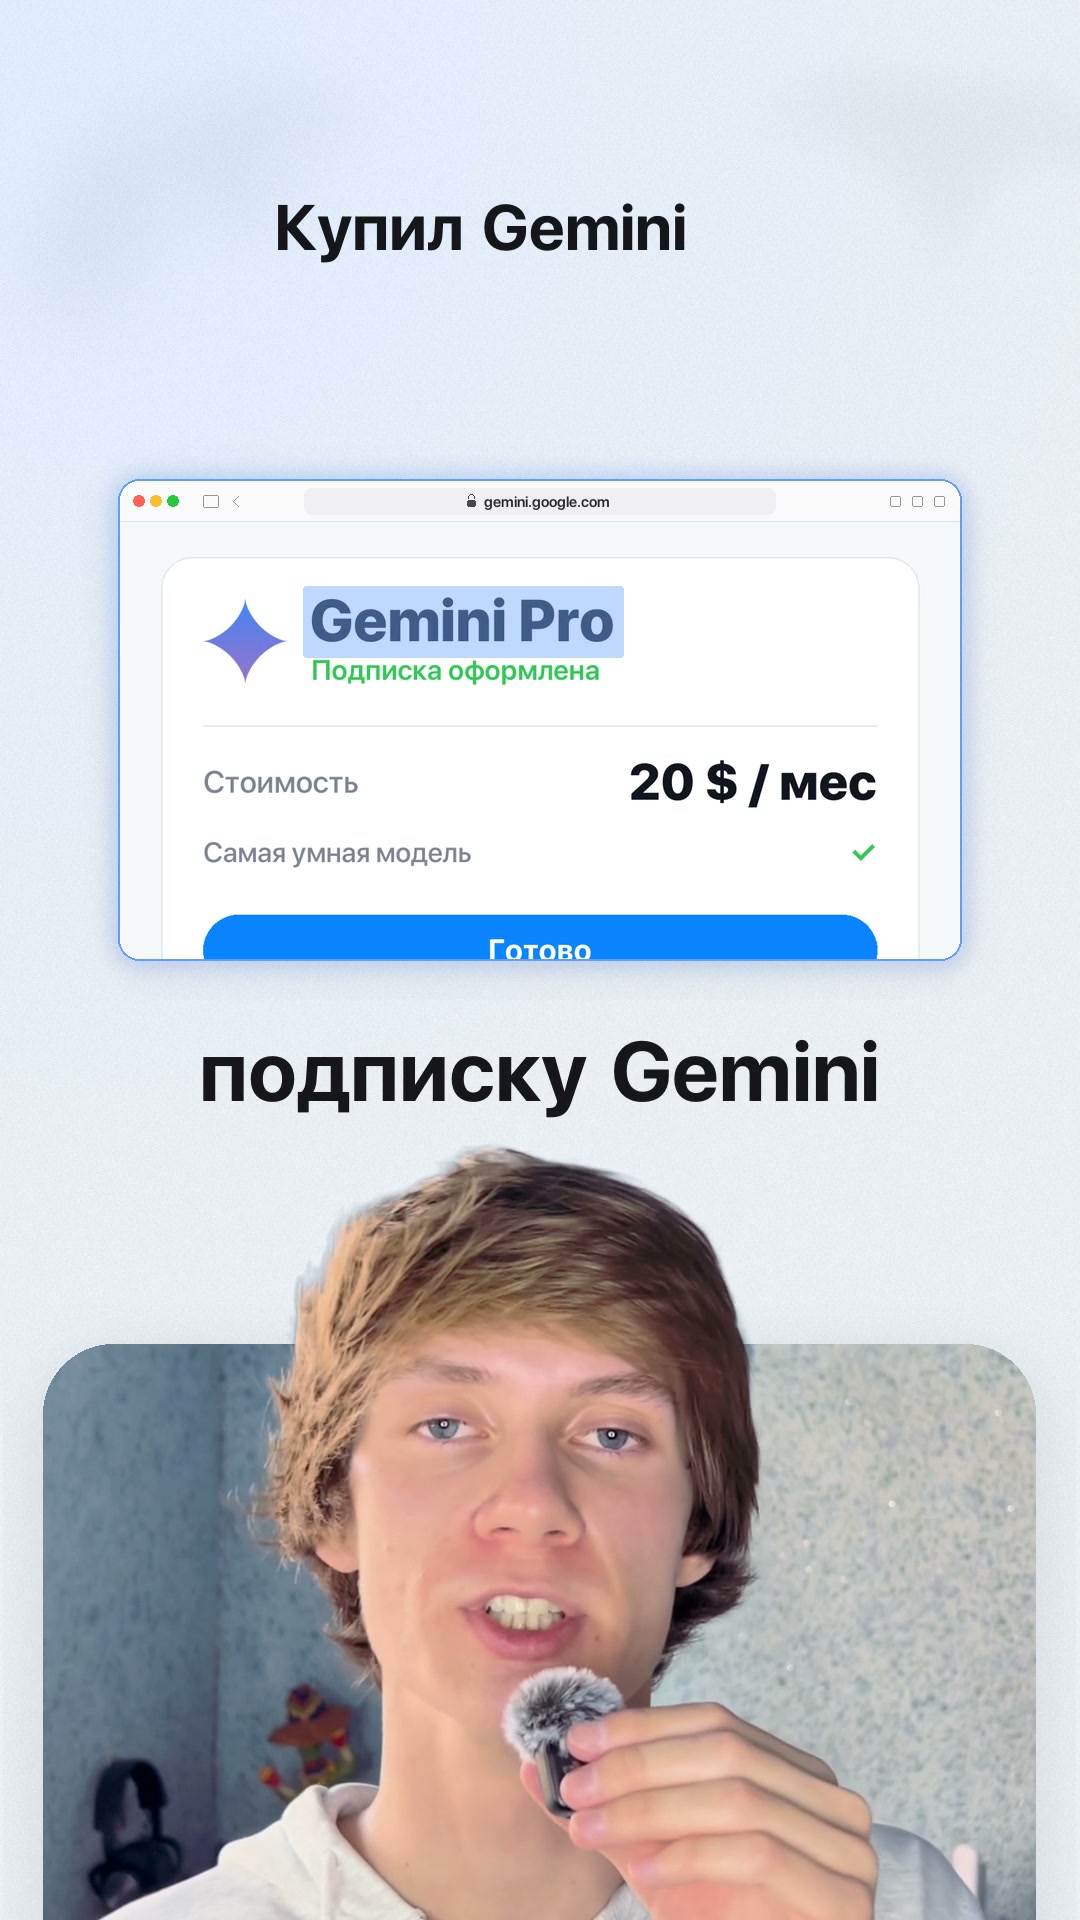 Купил Gemini
gemini.google.com
Gemini Pro
Подписка оформлена
Стоимость 20 $ / мес
Самая умная модель
Готово
подписку Gemini